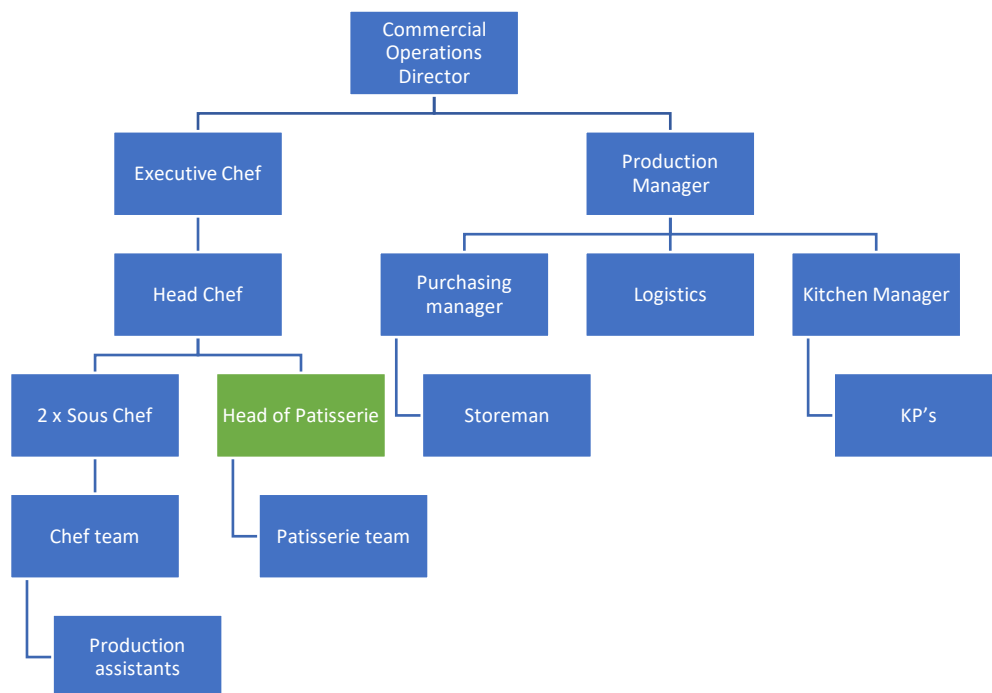 Commercial
Operations
Director
Executive Chef
Production
Manager
Head Chef
Purchasing
manager
Logistics
Kitchen Manager
2 x Sous Chef
Head of Patisserie
Storeman
KP’s
Chef team
Patisserie team
Production
assistants